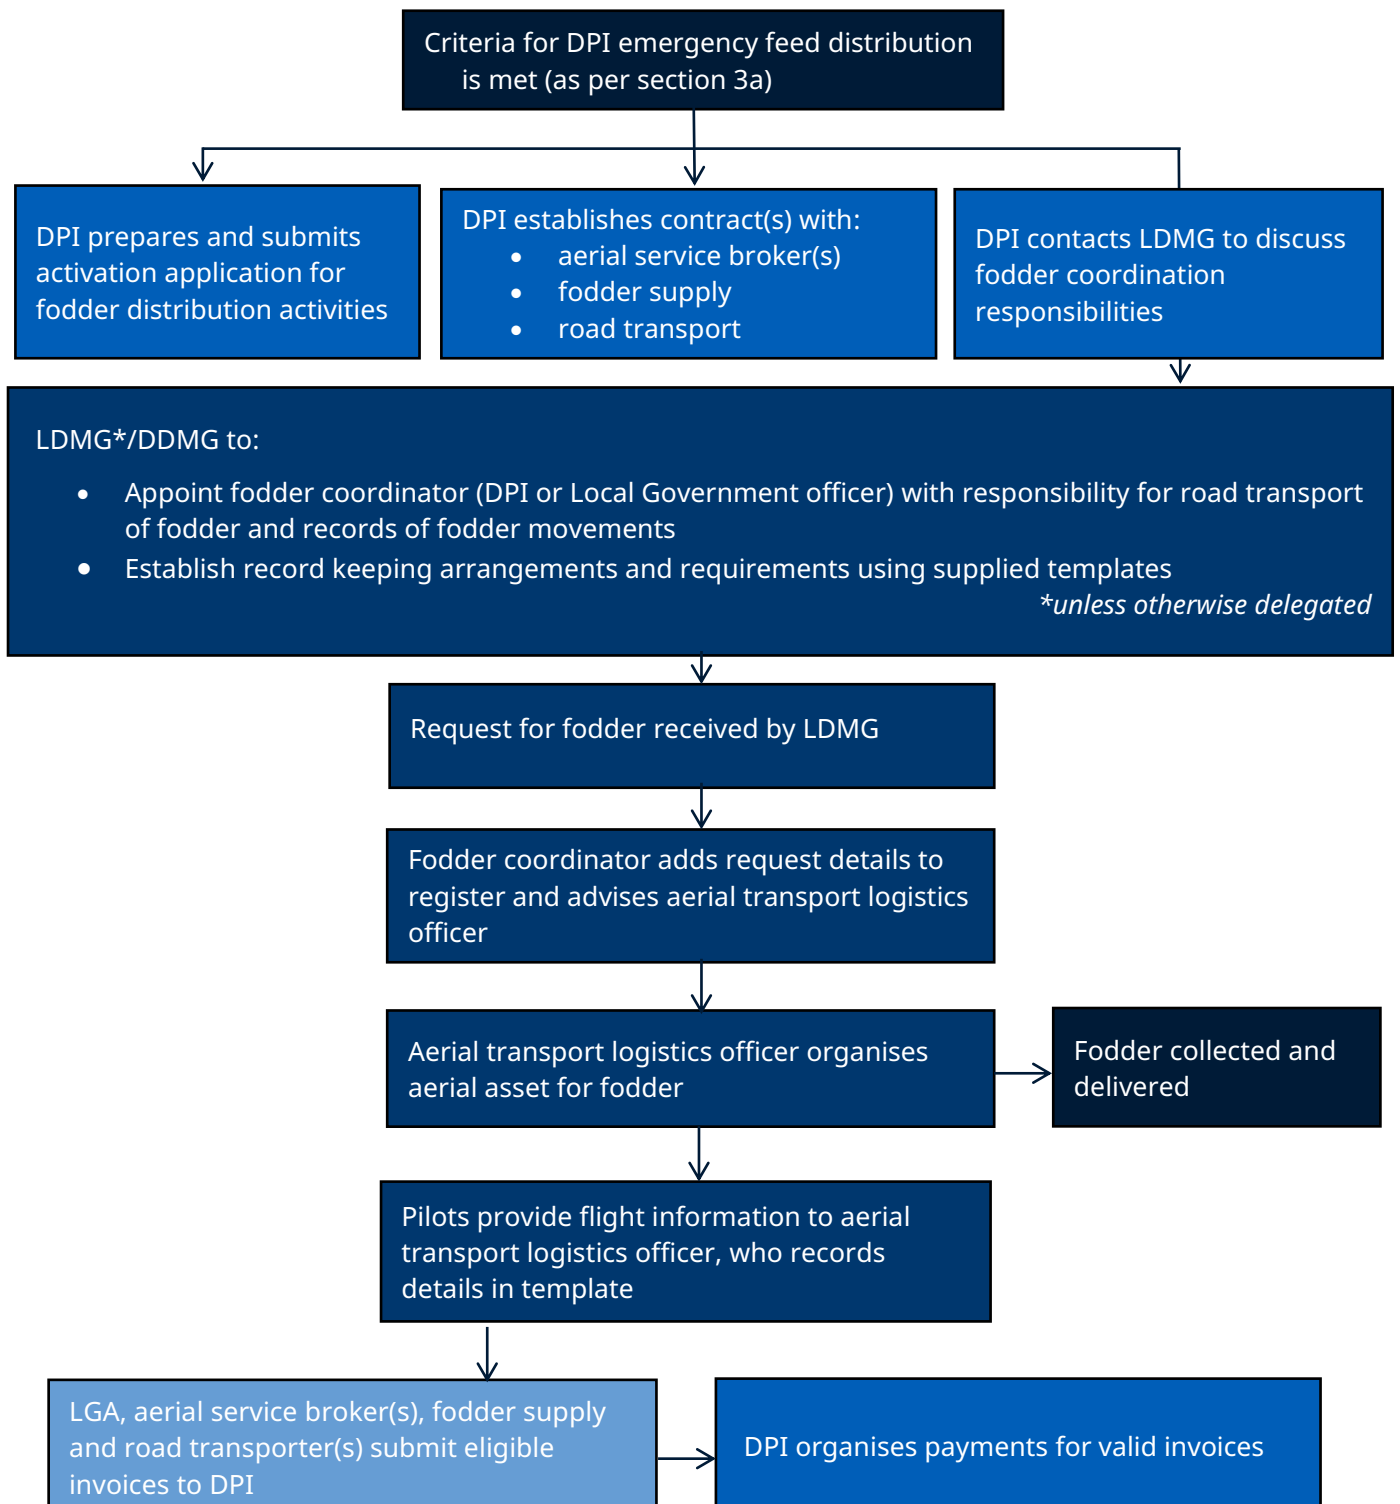 Criteria for DPI emergency feed distribution
is met (as per section 3a)
DPI prepares and submits
activation application for
fodder distribution activities
DPI establishes contract(s) with:
• aerial service broker(s)
• fodder supply
• road transport
DPI contacts LDMG to discuss
fodder coordination
responsibilities
LDMG*/DDMG to:
• Appoint fodder coordinator (DPI or Local Government officer) with responsibility for road transport
of fodder and records of fodder movements
• Establish record keeping arrangements and requirements using supplied templates
*unless otherwise delegated
Request for fodder received by LDMG
Fodder coordinator adds request details to
register and advises aerial transport logistics
officer
Aerial transport logistics officer organises
aerial asset for fodder
Fodder collected and
delivered
Pilots provide flight information to aerial
transport logistics officer, who records
details in template
LGA, aerial service broker(s), fodder supply
and road transporter(s) submit eligible
invoices to DPI
DPI organises payments for valid invoices